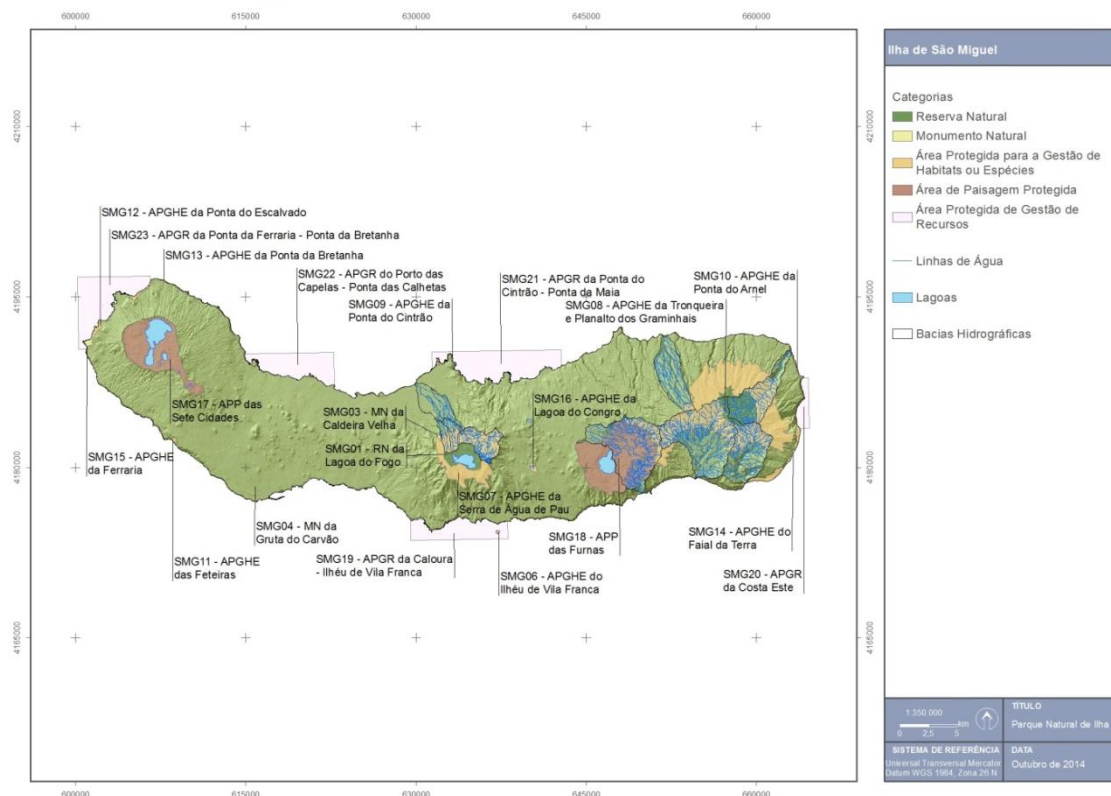 600000
615000
630000
645000
660000
Ilha de São Miguel
Categorias
Reserva Natural
Monumento Natural
Área Protegida para a Gestão de
Habitats ou Espécies
Área de Paisagem Protegida
Área Protegida de Gestão de
Recursos
Linhas de Água
Lagoas
Bacias Hidrográficas
4210000
4210000
SMG12 - APGHE da Ponta do Escalvado
SMG23 - APGR da Ponta da Ferraria - Ponta da Bretanha
SMG13 - APGHE da Ponta da Bretanha
SMG22 - APGR do Porto das
Capelas - Ponta das Calhetas
SMG09 - APGHE da
Ponta do Cintrão
SMG21 - APGR da Ponta do
Cintrão - Ponta da Maia
SMG08 - APGHE da Tronqueira
e Planalto dos Graminhais
SMG10 - APGHE da
Ponta do Arnel
4195000
4195000
SMG17 - APP das
Sete Cidades
SMG03 - MN da
Caldeira Velha
SMG16 - APGHE da
Lagoa do Congro
SMG01 - RN da
Lagoa do Fogo
SMG15 - APGHE
da Ferraria
4180000
4180000
SMG07 - APGHE da
Serra de Água de Pau
SMG04 - MN da
Gruta do Carvão
SMG18 - APP
das Furnas
SMG14 - APGHE do
Faial da Terra
SMG11 - APGHE
das Feteiras
SMG19 - APGR da Caloura
- Ilhéu de Vila Franca
SMG06 - APGHE do
Ilhéu de Vila Franca
SMG20 - APGR
da Costa Este
4165000
4165000
1:350 000
km
0 2,5 5
TÍTULO
Parque Natural de Ilha
SISTEMA DE REFERÊNCIA
Universal Transversal Mercator
Datum WGS 1984, Zona 26 N
DATA
Outubro de 2014
600000
615000
630000
645000
660000